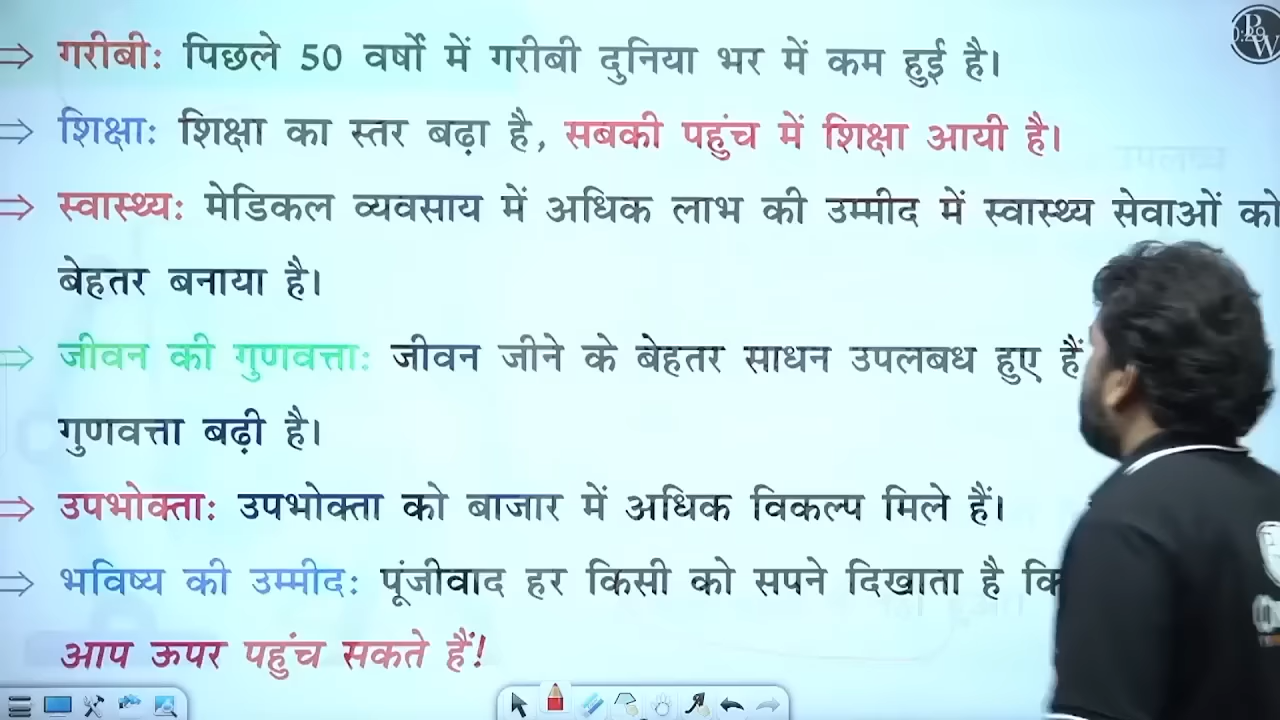 ⇒ गरीबी: पिछले 50 वर्षों में गरीबी दुनिया भर में कम हुई है।
⇒ शिक्षा: शिक्षा का स्तर बढ़ा है, सबकी पहुंच में शिक्षा आयी है।
⇒ स्वास्थ्य: मेडिकल व्यवसाय में अधिक लाभ की उम्मीद में स्वास्थ्य सेवाओं को
बेहतर बनाया है।
⇒ जीवन की गुणवत्ता: जीवन जीने के बेहतर साधन उपलबध हुए हैं
गुणवत्ता बढ़ी है।
⇒ उपभोक्ता: उपभोक्ता को बाजार में अधिक विकल्प मिले हैं।
⇒ भविष्य की उम्मीद: पूंजीवाद हर किसी को सपने दिखाता है कि
आप ऊपर पहुंच सकते हैं!
PW